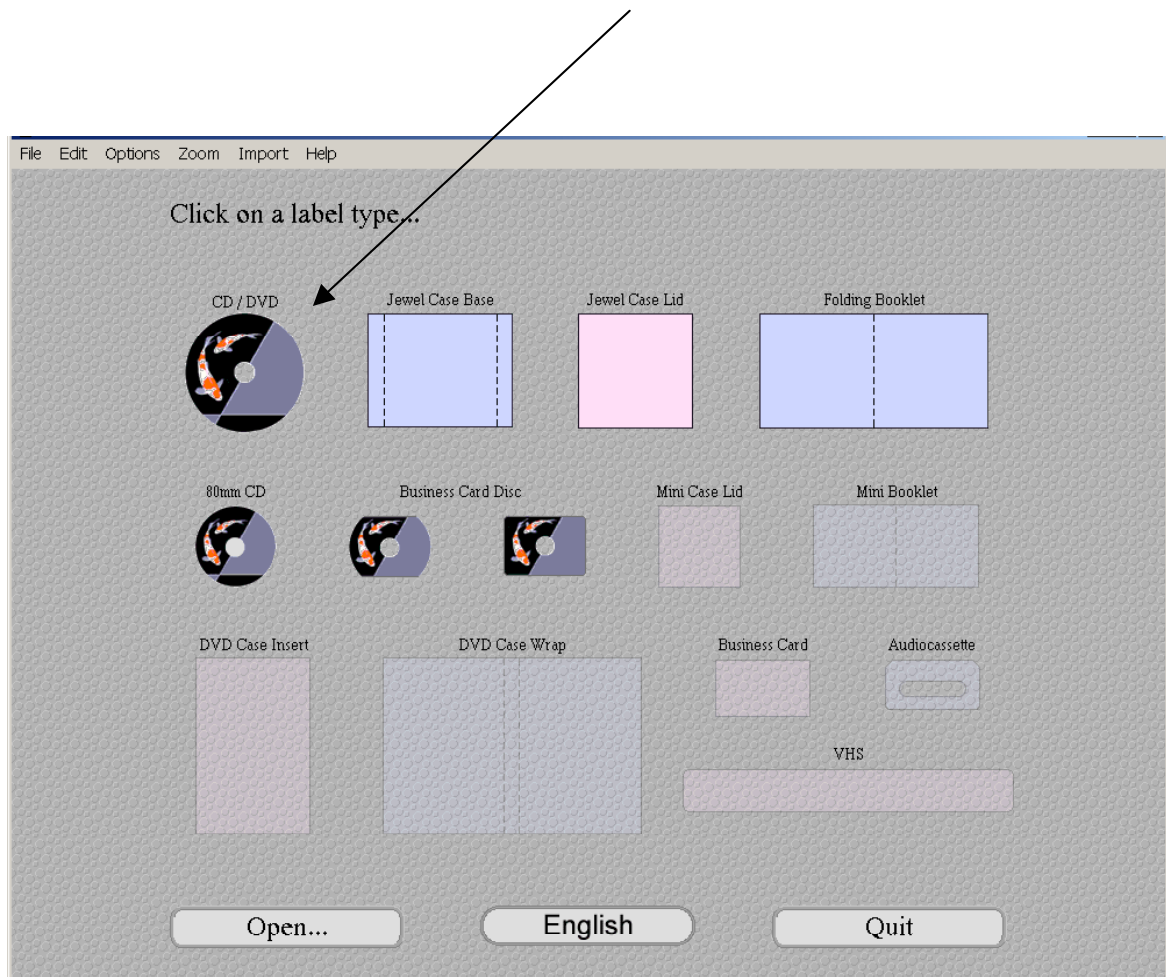 File Edit Options Zoom Import Help
Click on a label type...
CD / DVD Jewel Case Base Jewel Case Lid Folding Booklet
80mm CD Business Card Disc Mini Case Lid Mini Booklet
DVD Case Insert DVD Case Wrap Business Card Audiocassette
VHS
Open... English Quit